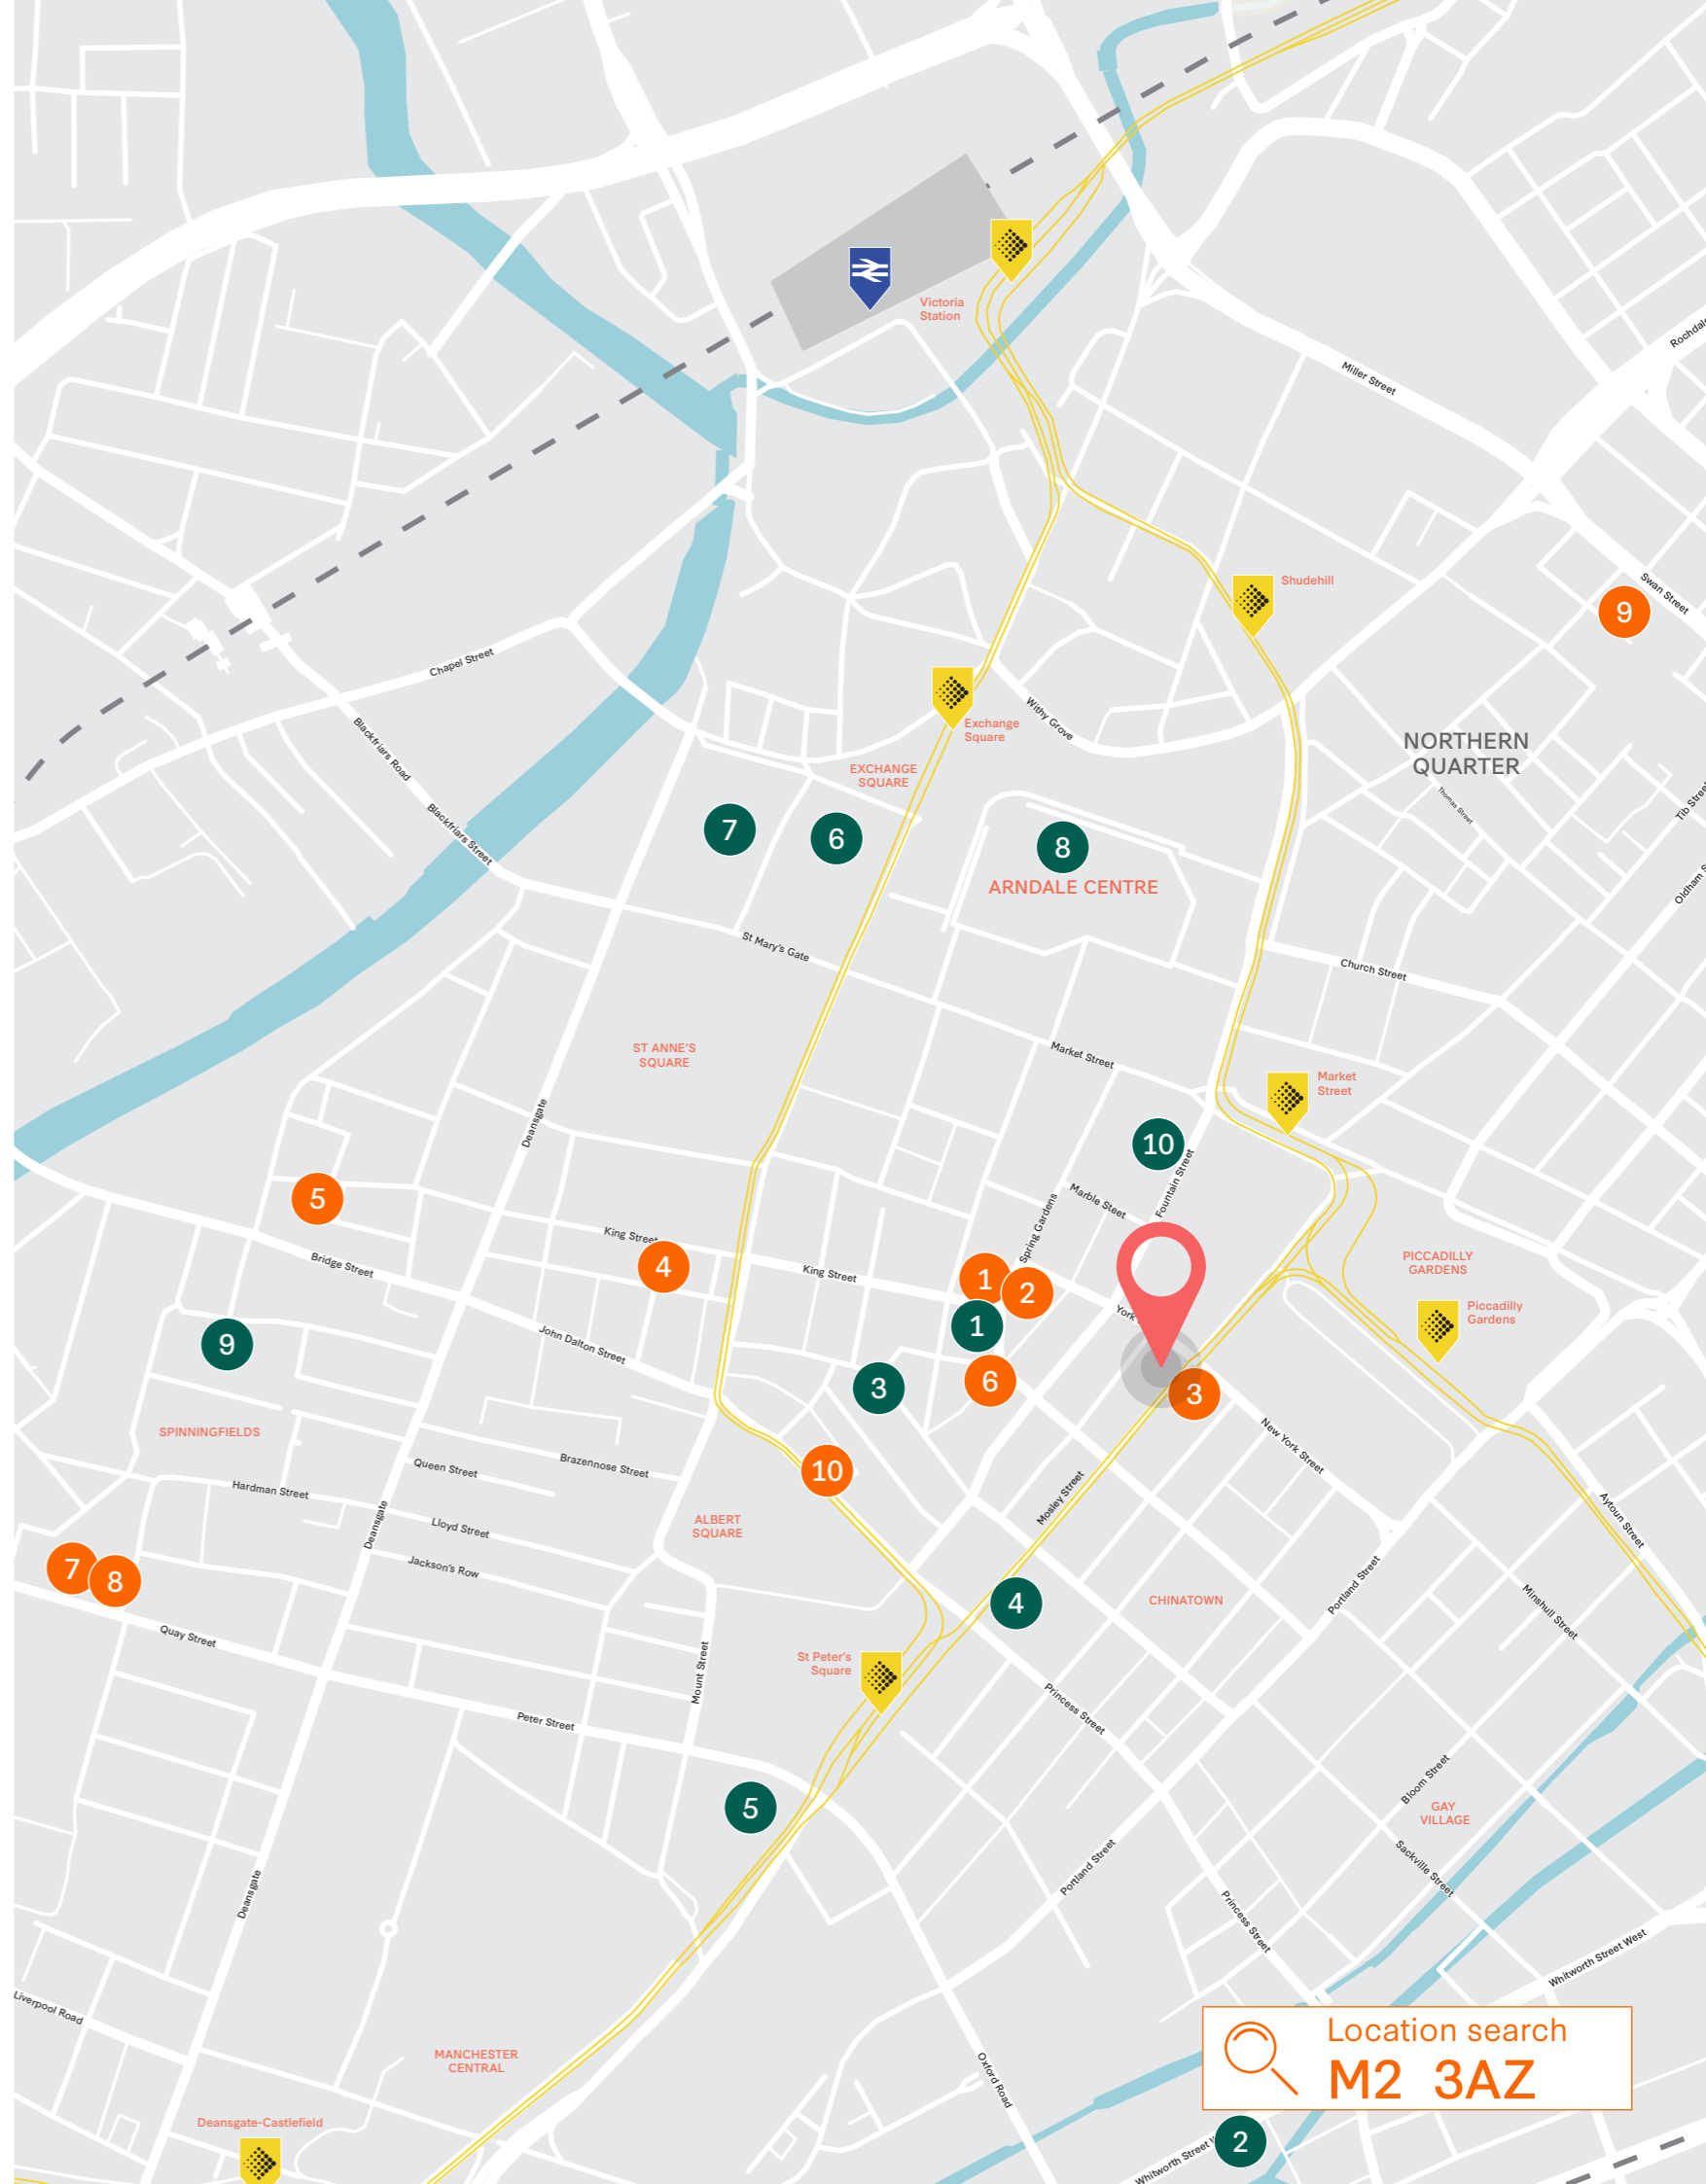 Victoria
Station
Miller Street
Shudehill
Swan Street
9
Chapel Street
Exchange
Square
Withy Grove
Blackfriars Road
NORTHERN
QUARTER
EXCHANGE
SQUARE
Thomas Street
Blackfriars Street
7
6
8
ARNDALE CENTRE
St Mary's Gate
Church Street
ST ANNE'S
SQUARE
Market Street
Market
Street
Deansgate
10
Fountain Street
Marble Steet
5
Spring Gardens
King Street
4
King Street
Bridge Street
1
2
PICCADILLY
GARDENS
York
Piccadilly
Gardens
1
9
John Dalton Street
3
6
3
SPINNINGFIELDS
New York Street
Queen Street
Brazennose Street
10
Hardman Street
Mosley Street
Deansgate
Lloyd Street
ALBERT
SQUARE
Aytoun Street
Jackson's Row
7
8
4
CHINATOWN
Portland Street
Minshull Street
Quay Street
Mount Street
St Peter's
Square
Princess Street
Peter Street
5
Bloom Street
GAY
VILLAGE
Portland Street
Sackville Street
Deansgate
Princess Street
Whitworth Street West
Liverpool Road
MANCHESTER
CENTRAL
Oxford Road
Location search
M2 3AZ
Deansgate-Castlefield
Whitworth Street
2